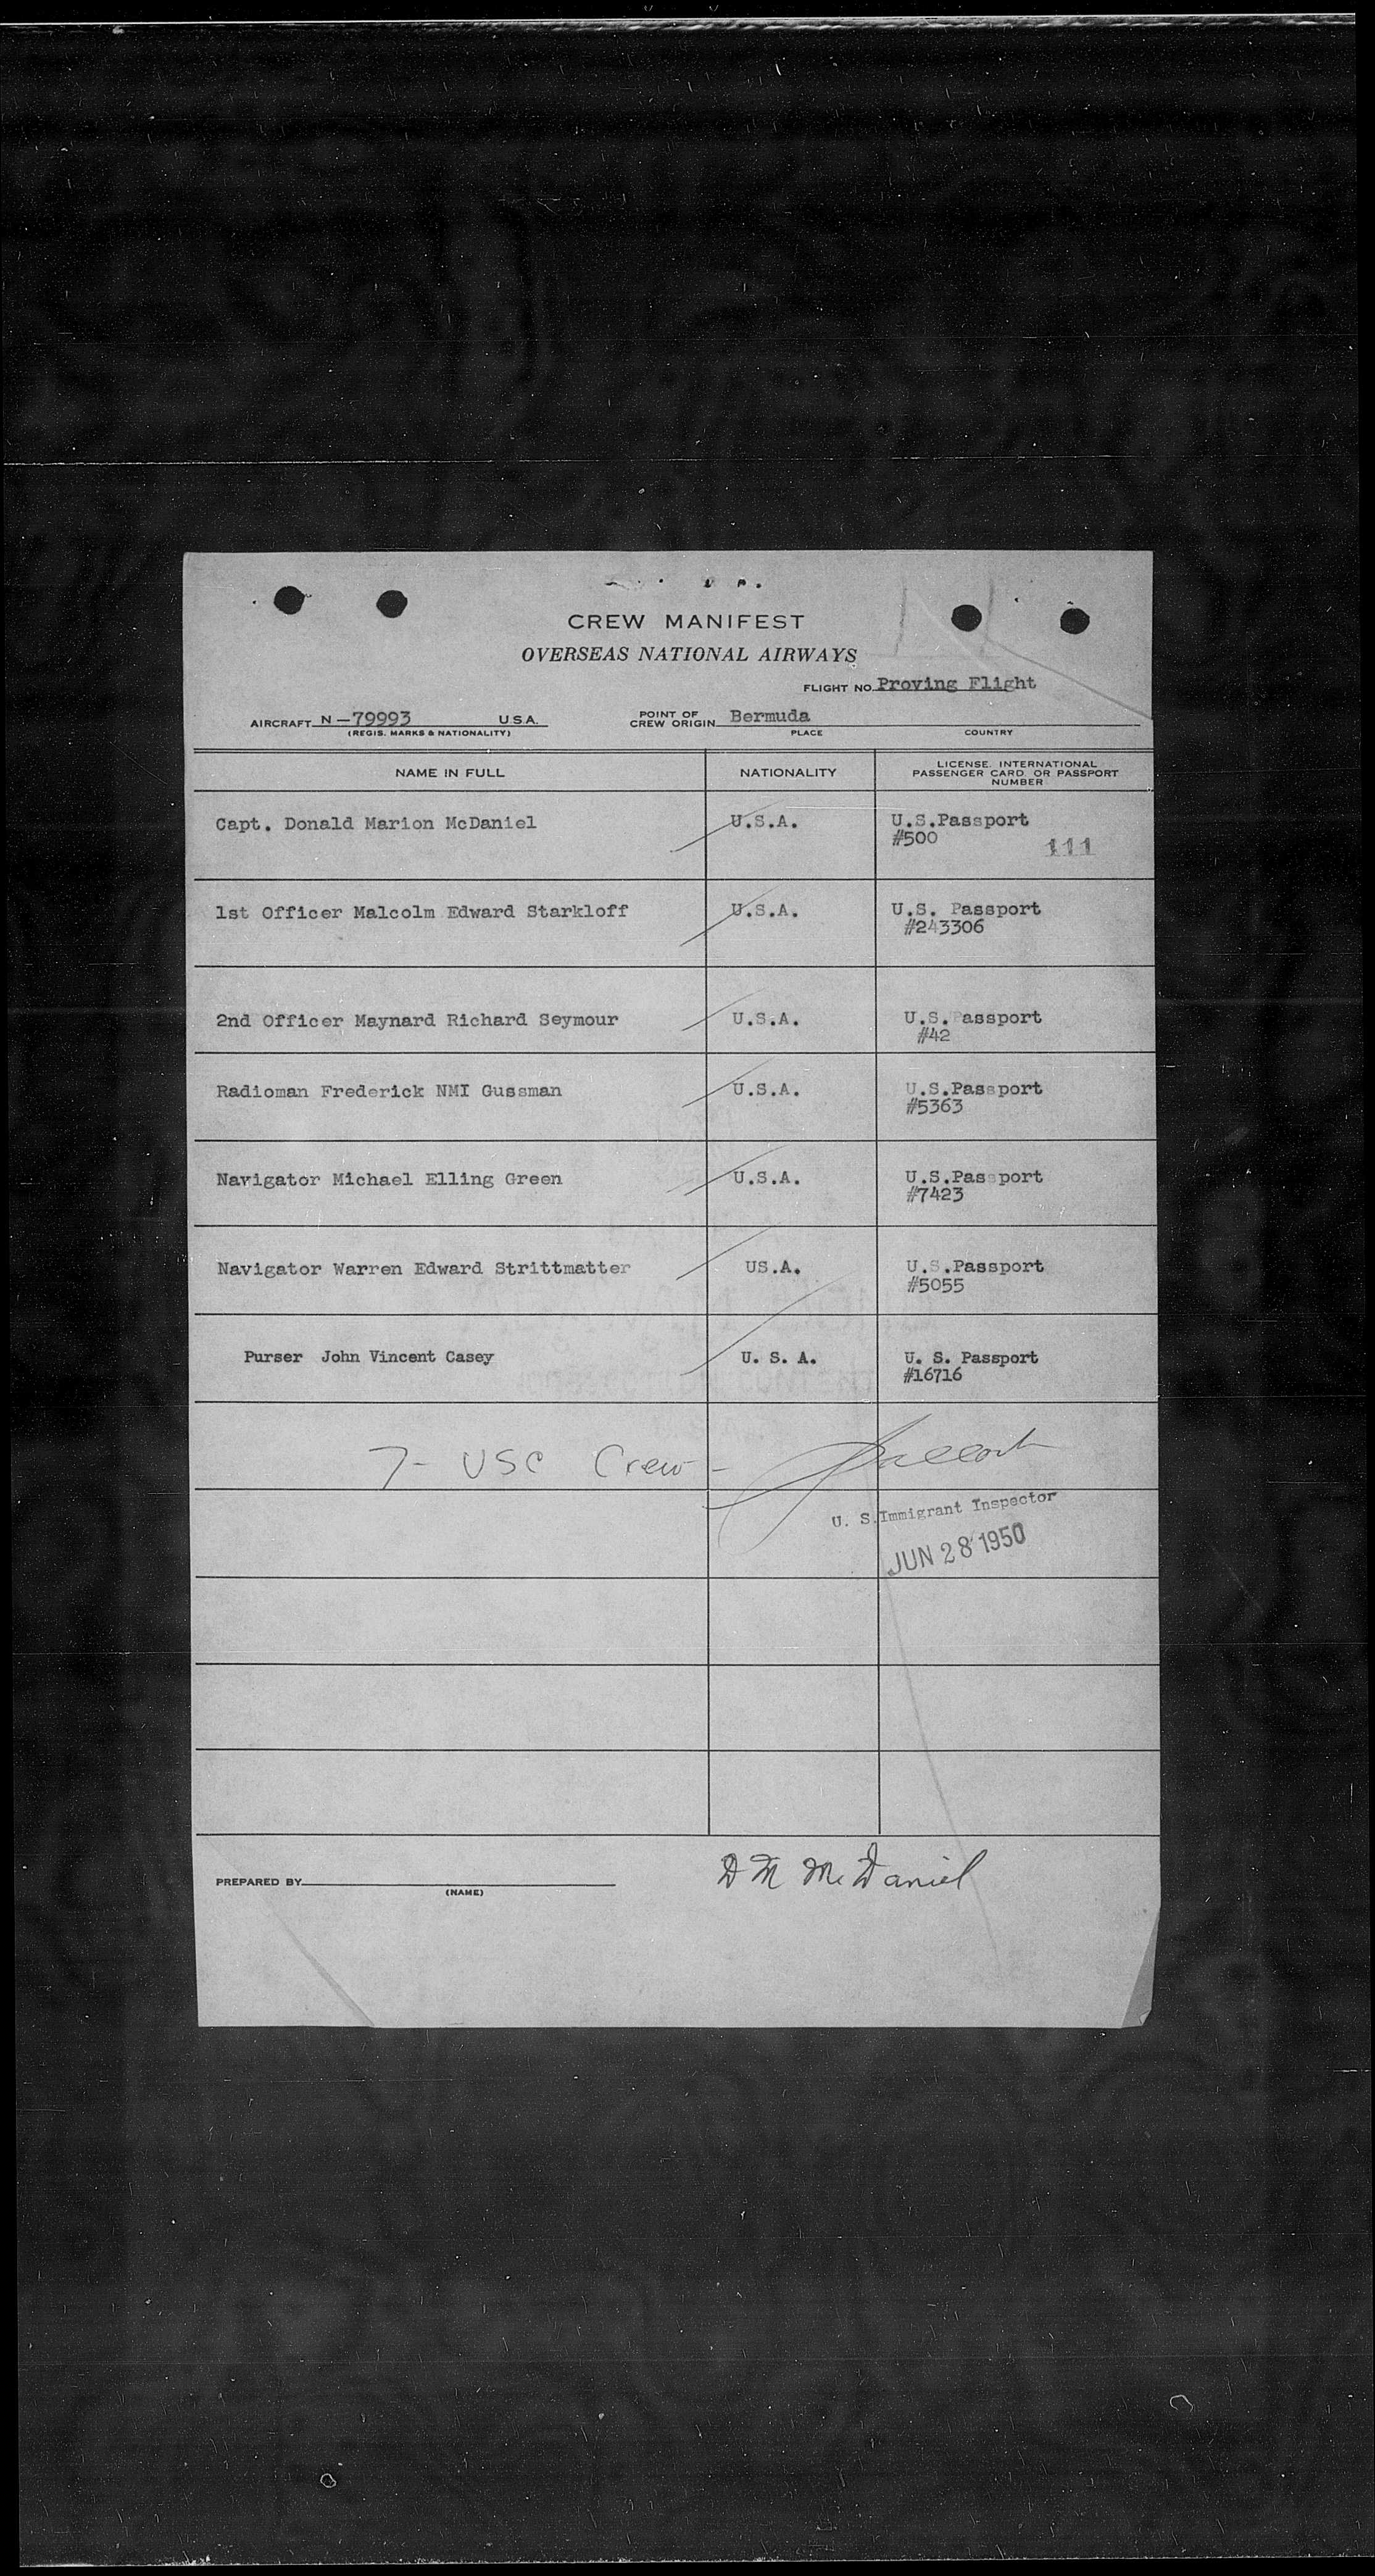 CREW MANIFEST
OVERSEAS NATIONAL AIRWAYS
FLIGHT NO. Proving Flight
AIRCRAFT N-79993 U.S.A. POINT OF CREW ORIGIN Bermuda
(REGIS. MARKS & NATIONALITY) PLACE COUNTRY
NAME IN FULL NATIONALITY LICENSE, INTERNATIONAL PASSENGER CARD OR PASSPORT NUMBER
Capt. Donald Marion McDaniel U.S.A. U.S.Passport
#500
111
1st Officer Malcolm Edward Starkloff U.S.A. U.S. Passport
#243306
2nd Officer Maynard Richard Seymour U.S.A. U.S. Passport
#42
Radioman Frederick NMI Gussman U.S.A. U.S.Passport
#5363
Navigator Michael Elling Green U.S.A. U.S.Passport
#7423
Navigator Warren Edward Strittmatter US.A. U.S.Passport
#5055
Purser John Vincent Casey U. S. A. U. S. Passport
#16716
7- USC Crew -
U. S. Immigrant Inspector
JUN 28 1950
PREPARED BY D M McDaniel
(NAME)